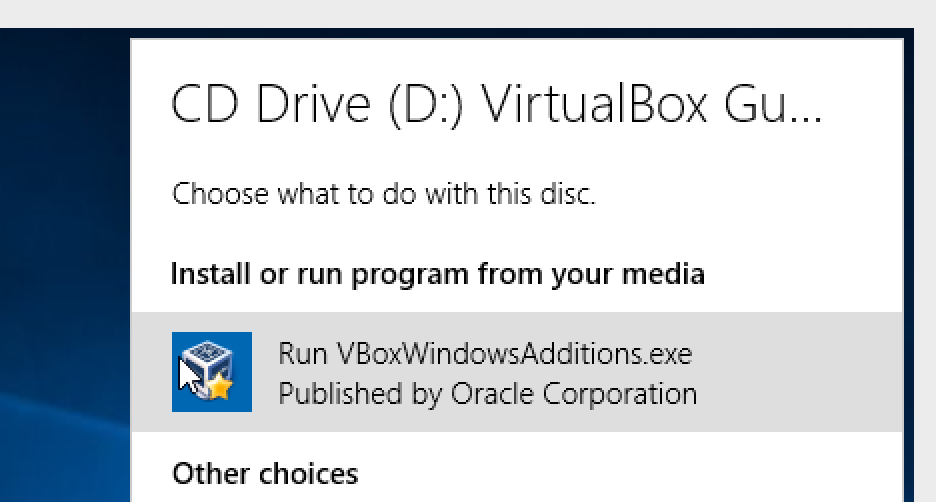 CD Drive (D:) VirtualBox Gu...
Choose what to do with this disc.
Install or run program from your media
Run VBoxWindowsAdditions.exe
Published by Oracle Corporation
Other choices